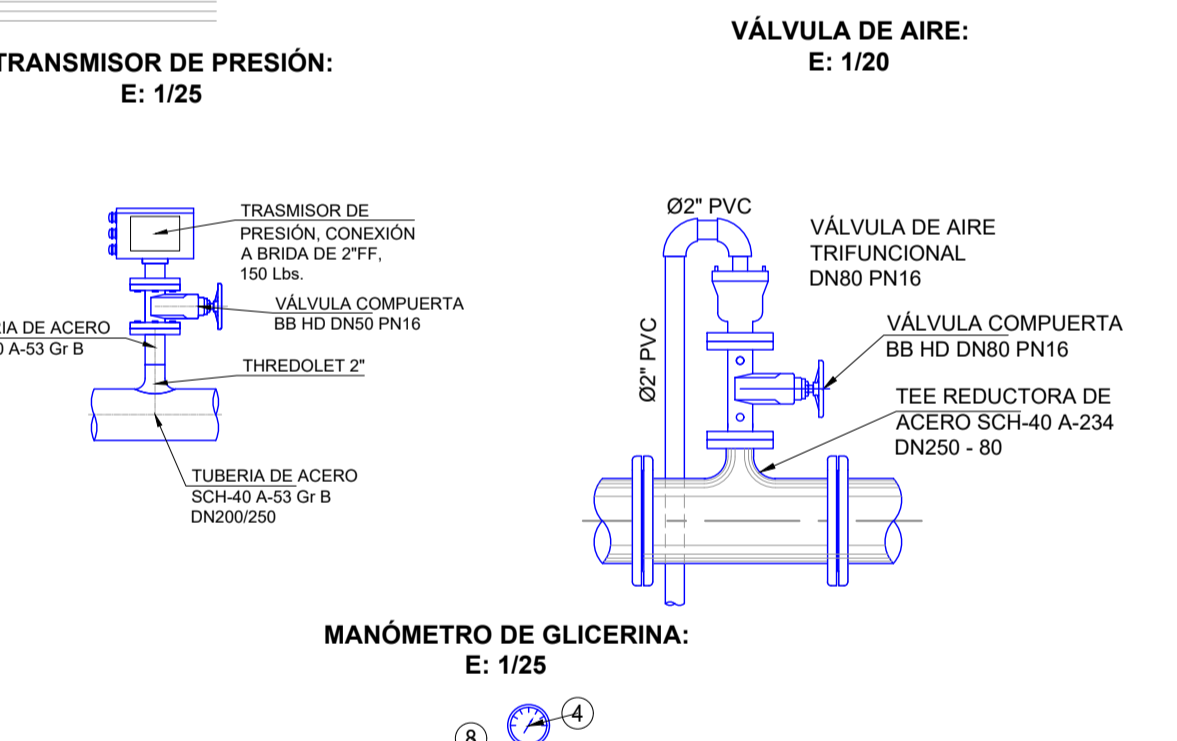 TRANSMISOR DE PRESIÓN:
E: 1/25
VÁLVULA DE AIRE:
E: 1/20
TRASMISOR DE
PRESIÓN, CONEXIÓN
A BRIDA DE 2"FF,
150 Lbs.
VÁLVULA COMPUERTA
BB HD DN50 PN16
DE ACERO
A-53 Gr B
THREDOLET 2"
TUBERIA DE ACERO
SCH-40 A-53 Gr B
DN200/250
Ø2" PVC
Ø2" PVC
VÁLVULA DE AIRE
TRIFUNCIONAL
DN80 PN16
VÁLVULA COMPUERTA
BB HD DN80 PN16
TEE REDUCTORA DE
ACERO SCH-40 A-234
DN250 - 80
MANÓMETRO DE GLICERINA:
E: 1/25
4
8